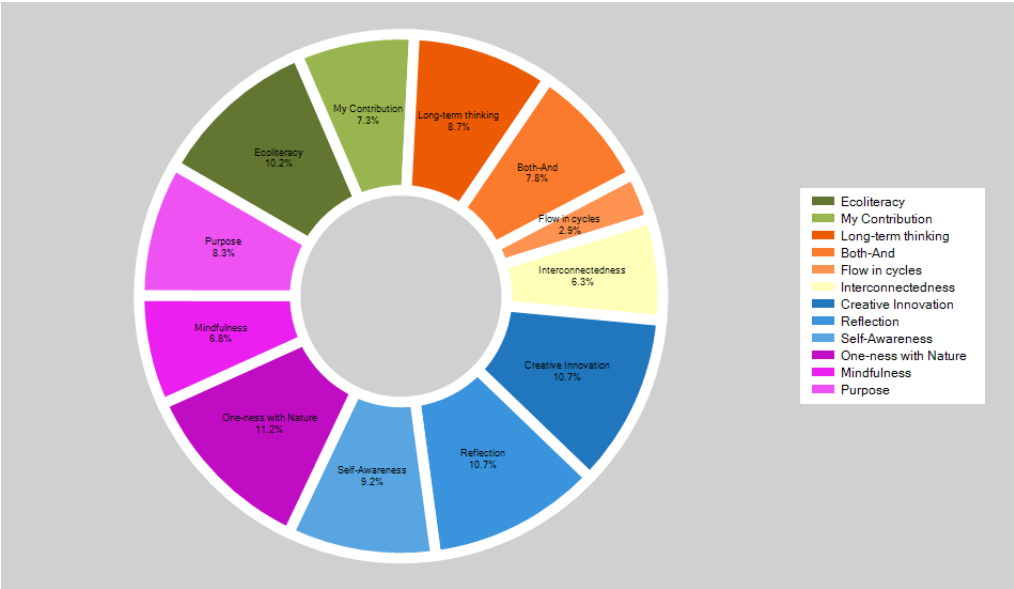 My Contribution
7.3%
Long-term thinking
8.7%
Ecoliteracy
10.2%
Both-And
7.8%
Flow in cycles
2.9%
Purpose
8.3%
Interconnectedness
6.3%
Mindfulness
6.8%
Creative Innovation
10.7%
One-ness with Nature
11.2%
Reflection
10.7%
Self-Awareness
9.2%
Ecoliteracy
My Contribution
Long-term thinking
Both-And
Flow in cycles
Interconnectedness
Creative Innovation
Reflection
Self-Awareness
One-ness with Nature
Mindfulness
Purpose